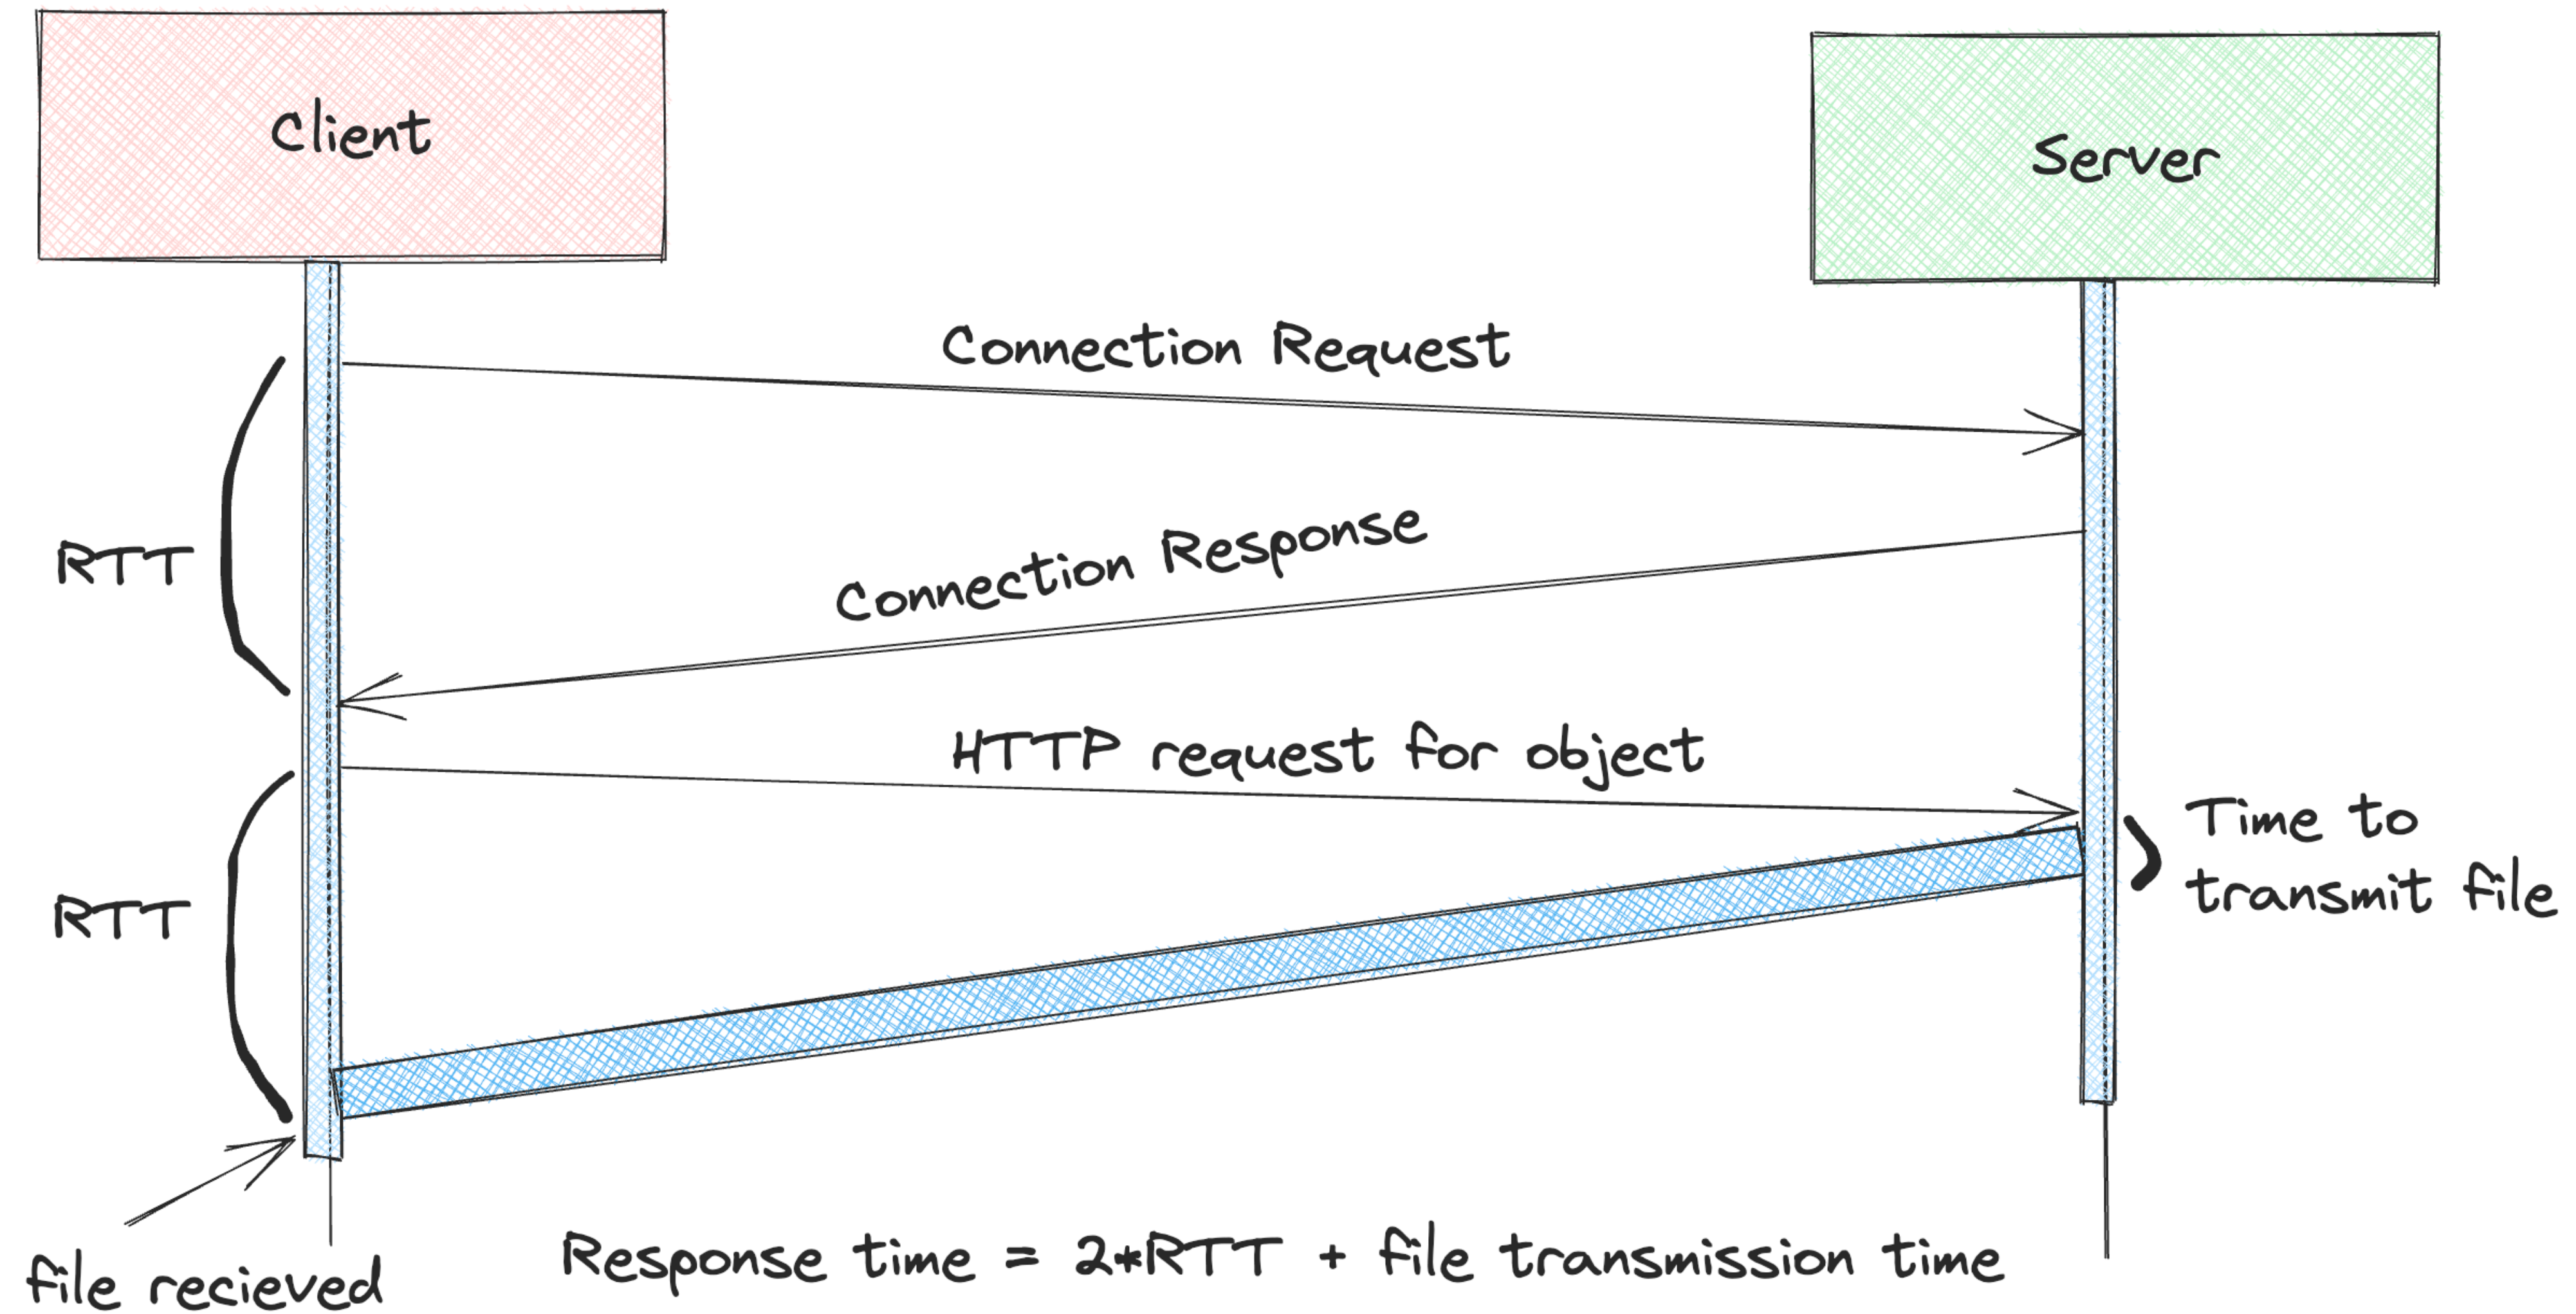 Client
Server
Connection Request
Connection Response
RTT
HTTP request for object
Time to
transmit file
RTT
file recieved
Response time = 2*RTT + file transmission time